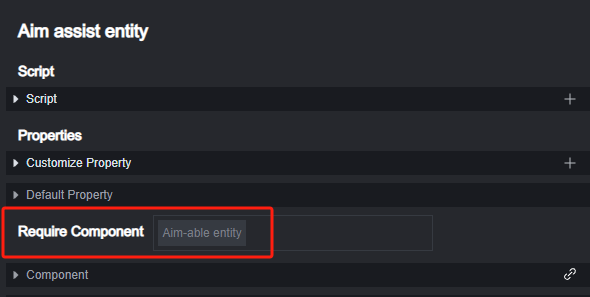 Aim assist entity
Script
Script
Properties
Customize Property
Default Property
Require Component Aim-able entity
Component